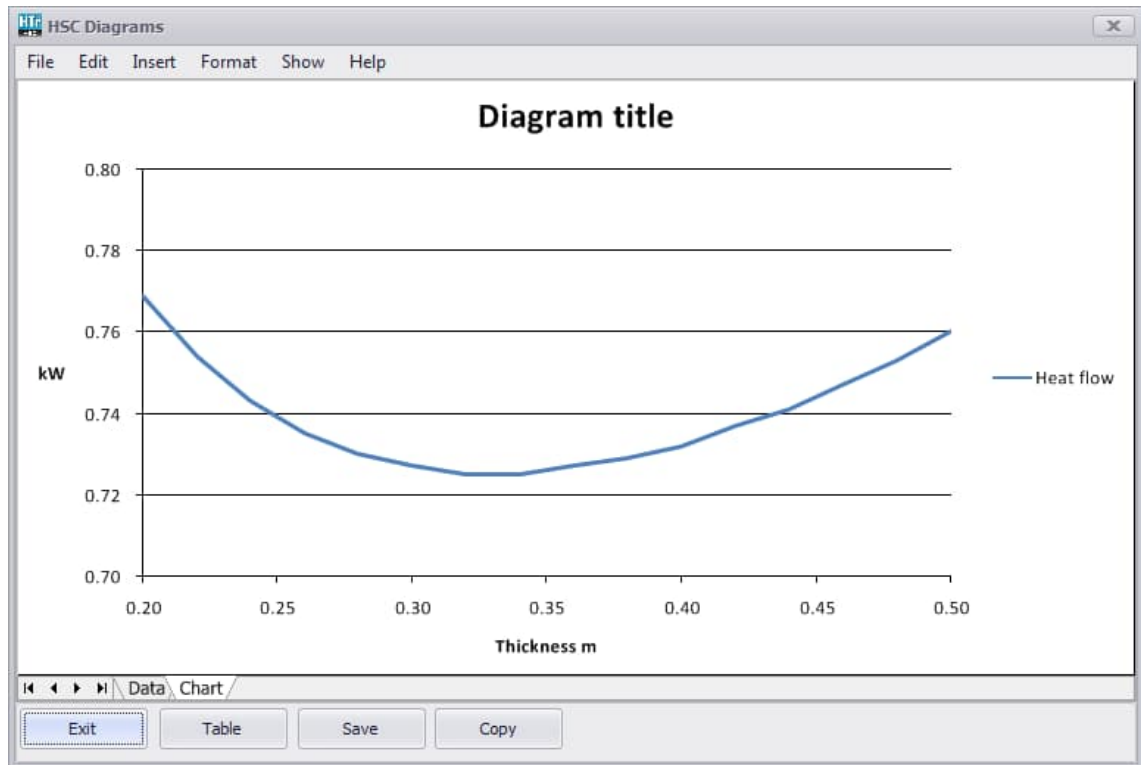 HSC Diagrams
File Edit Insert Format Show Help
Diagram title
0.80
0.78
0.76
0.74
0.72
0.70
kW
Heat flow
0.20 0.25 0.30 0.35 0.40 0.45 0.50
Thickness m
Data Chart
Exit Table Save Copy